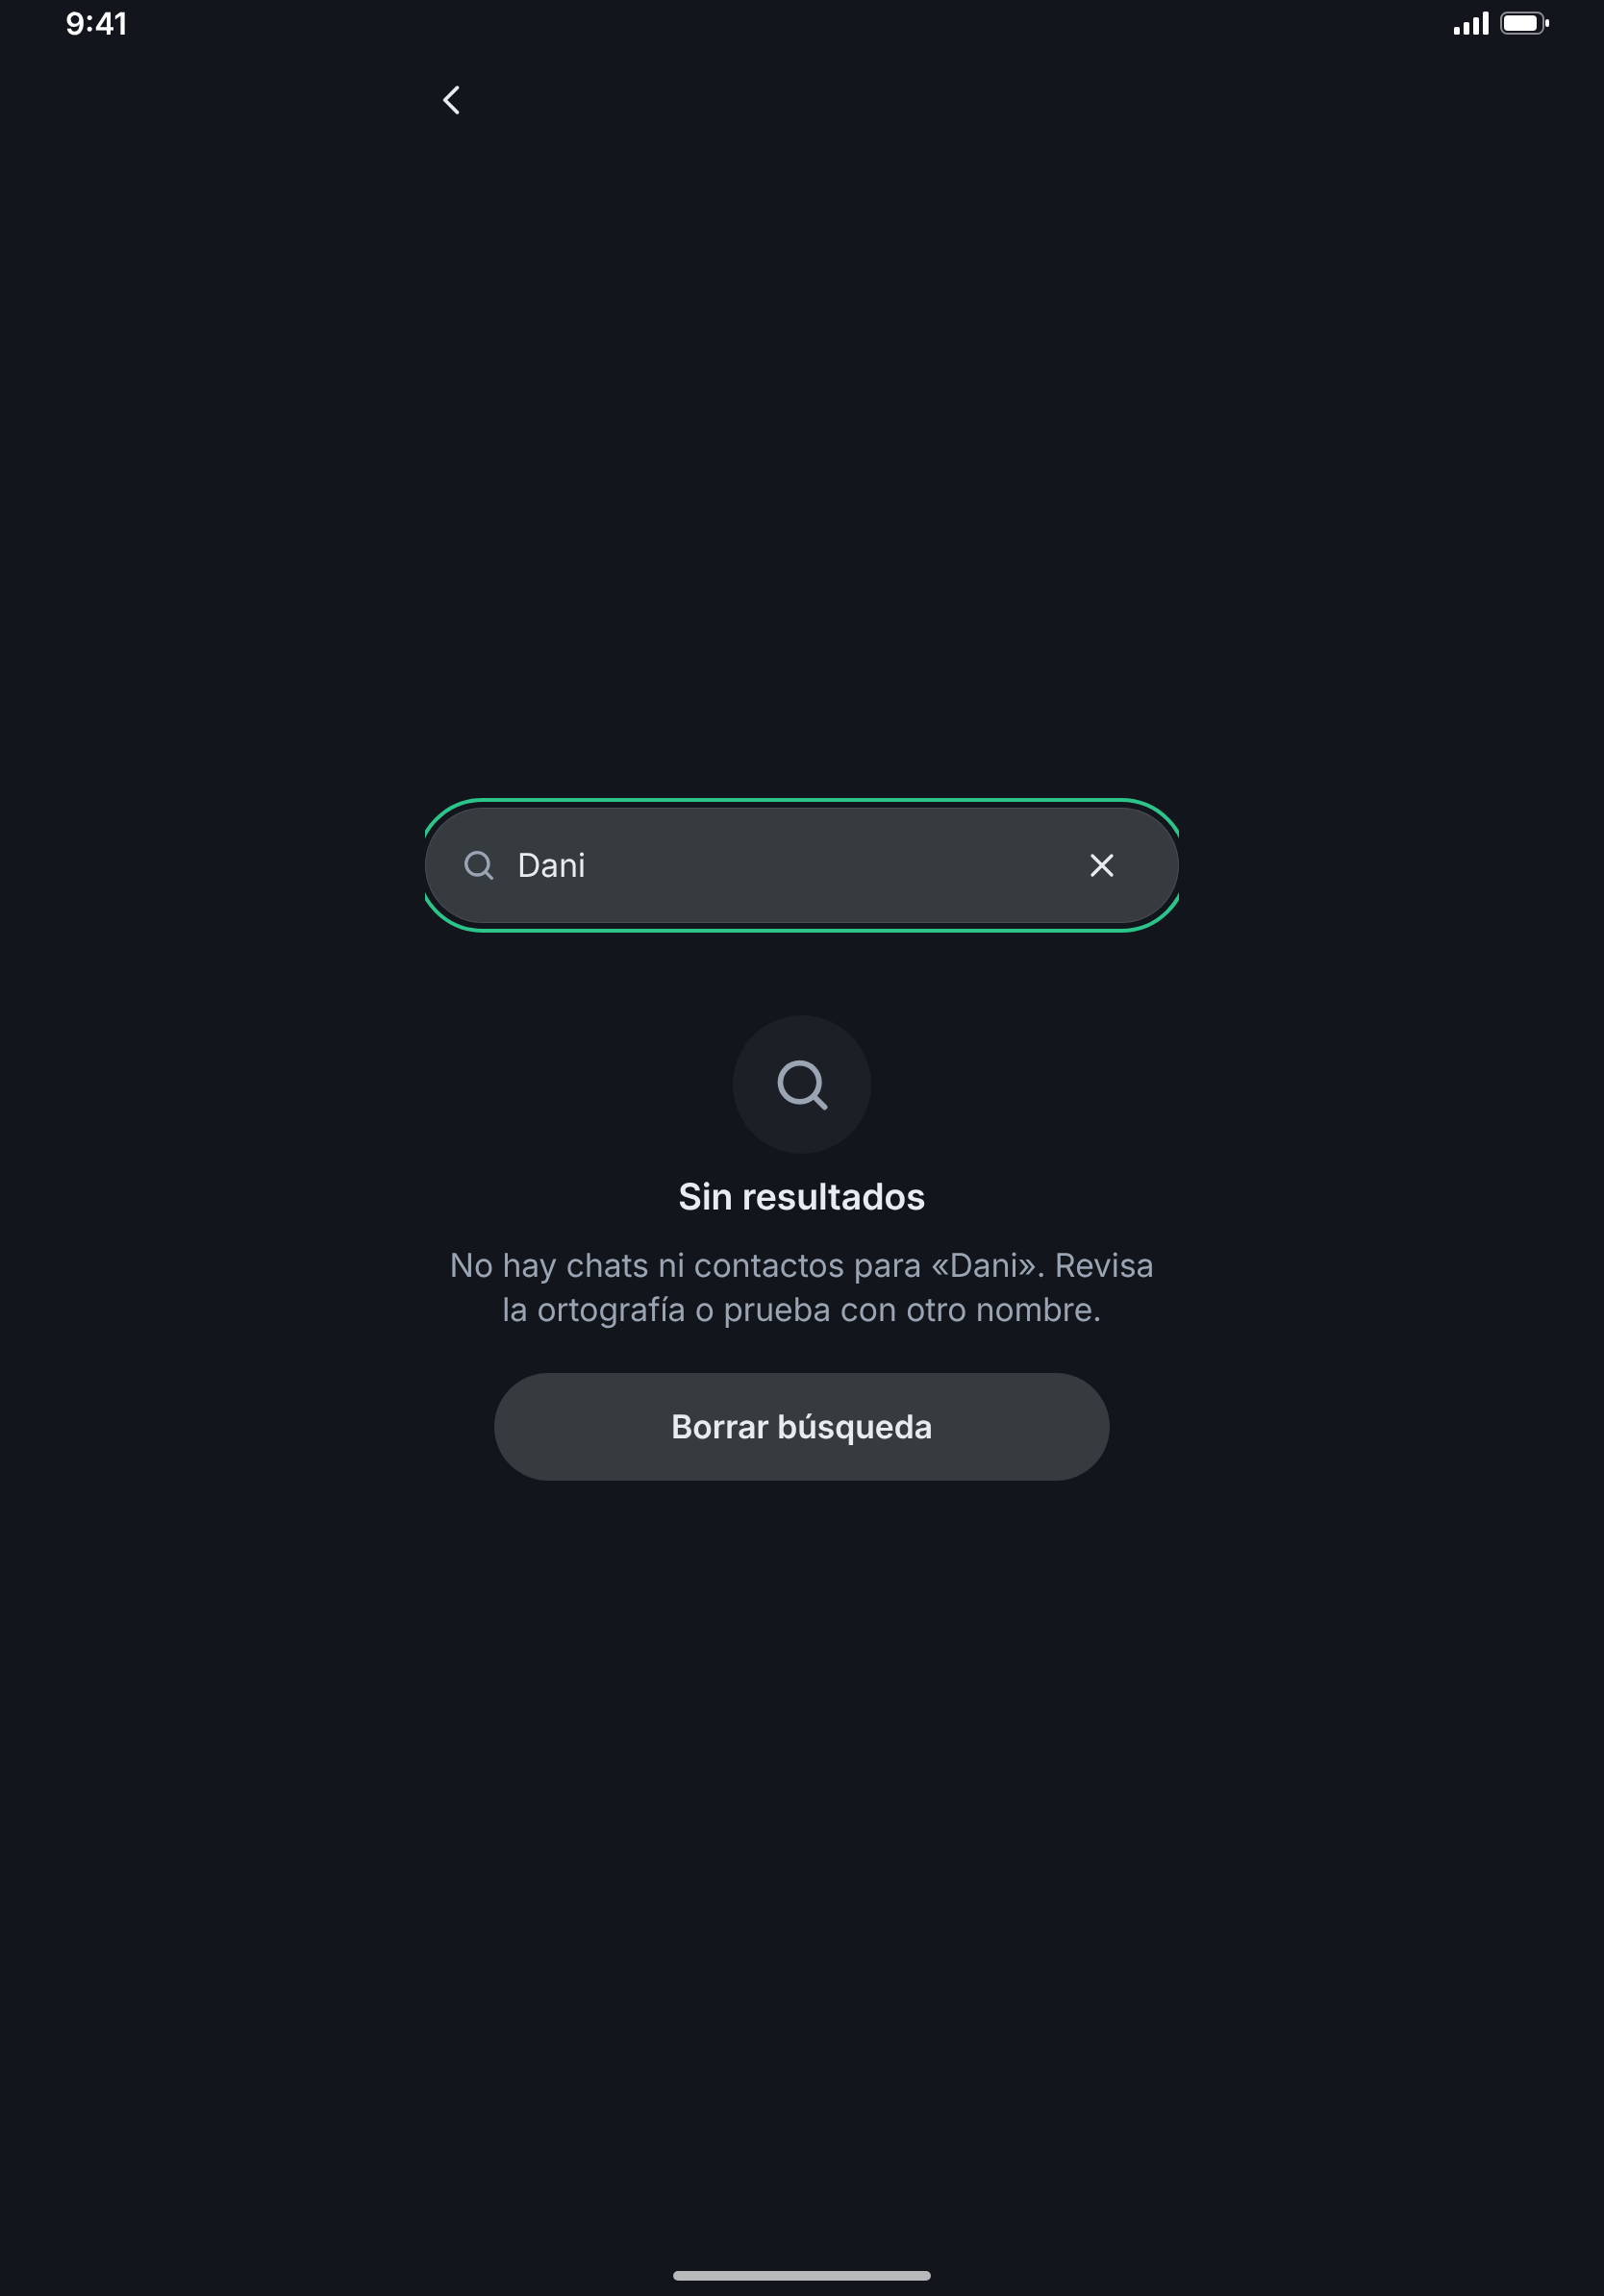 9:41
Dani
Sin resultados
No hay chats ni contactos para «Dani». Revisa
la ortografía o prueba con otro nombre.
Borrar búsqueda